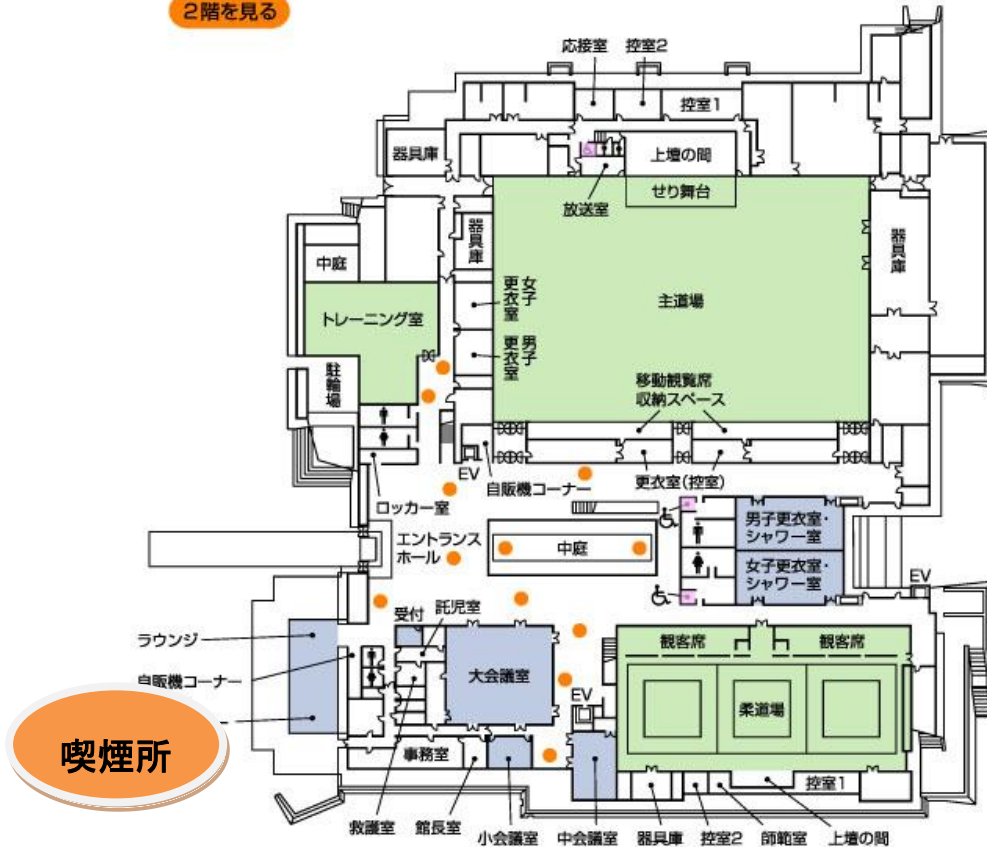 2階を見る
応接室
控室2
控室1
器具庫
上壇の間
せり舞台
放送室
器具庫
器具庫
中庭
女子
更衣室
主道場
トレーニング室
男子
更衣室
駐輪場
移動観覧席
収納スペース
EV
自販機コーナー
更衣室(控室)
ロッカー室
男子更衣室・
シャワー室
エントランス
ホール
中庭
女子更衣室・
シャワー室
EV
受付
託児室
ラウンジ
観客席
観客席
自販機コーナー
大会議室
EV
柔道場
喫煙所
事務室
控室1
救護室
館長室
小会議室
中会議室
器具庫
控室2
師範室
上壇の間